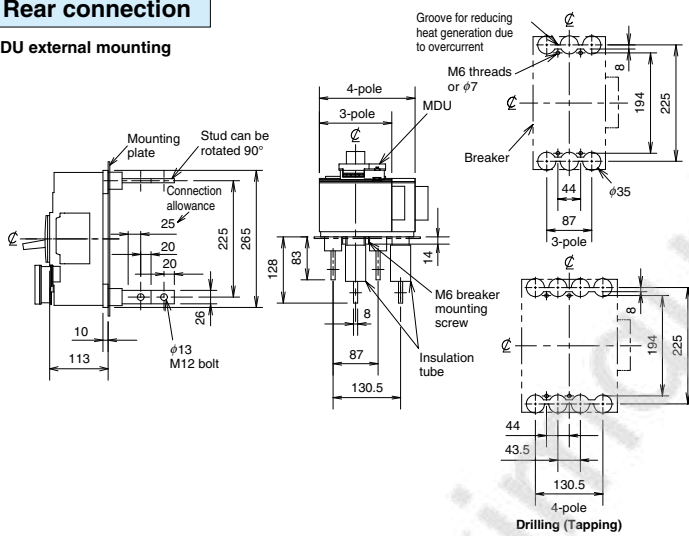 Rear connection
DU external mounting
Mounting
plate
Stud can be
rotated 90°
Connection
allowance
25
20
20
225
265
26
10
113
φ13
M12 bolt
℄
4-pole
3-pole
℄
MDU
128
83
14
8
87
130.5
M6 breaker
mounting
screw
Insulation
tube
Groove for reducing
heat generation due
to overcurrent
M6 threads
or φ7
Breaker
℄
℄
8
194
225
φ35
44
87
3-pole
℄
℄
8
194
225
44
43.5
130.5
4-pole
Drilling (Tapping)